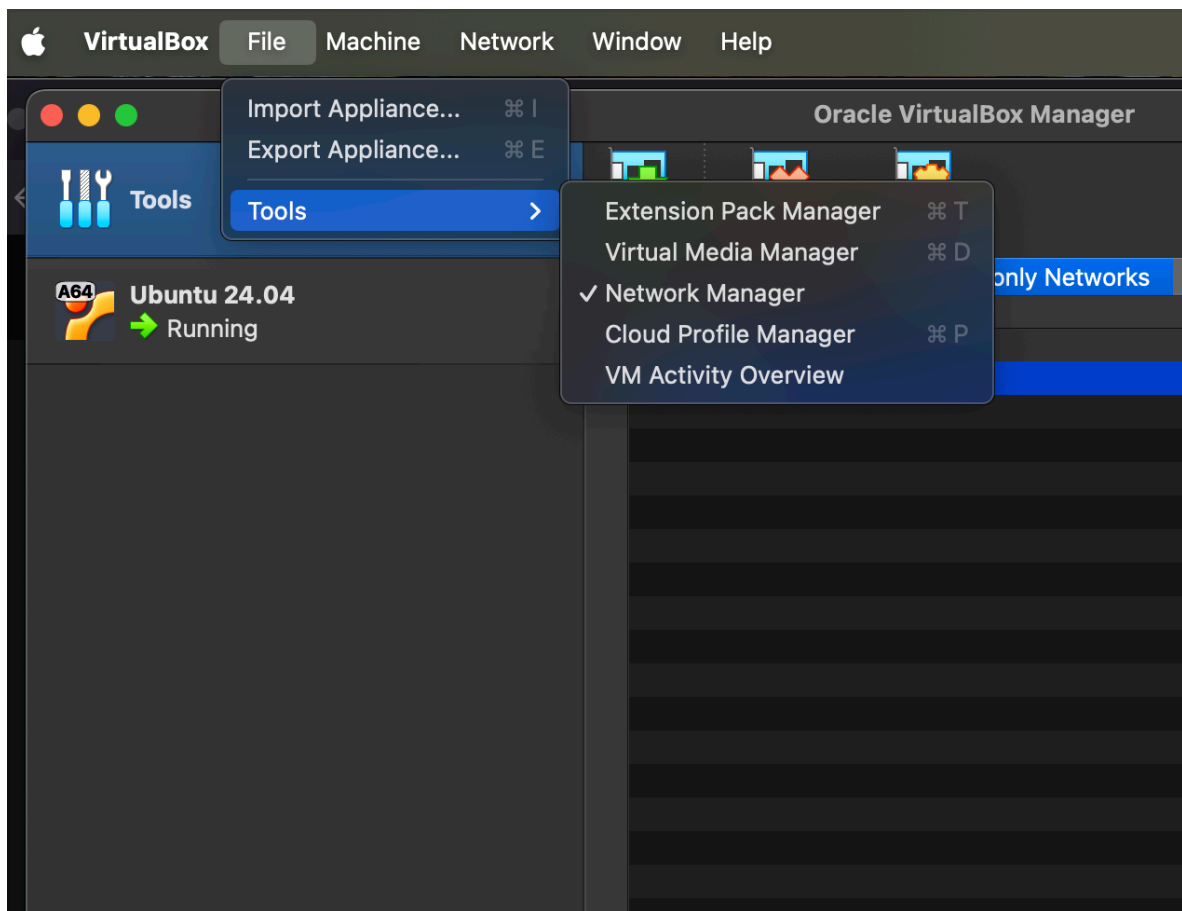 VirtualBox File Machine Network Window Help
Oracle VirtualBox Manager
Import Appliance... ⌘ I
Export Appliance... ⌘ E
Tools
Tools
Extension Pack Manager ⌘ T
Virtual Media Manager ⌘ D
only Networks
✓ Network Manager
Cloud Profile Manager ⌘ P
VM Activity Overview
A64
Ubuntu 24.04
Running